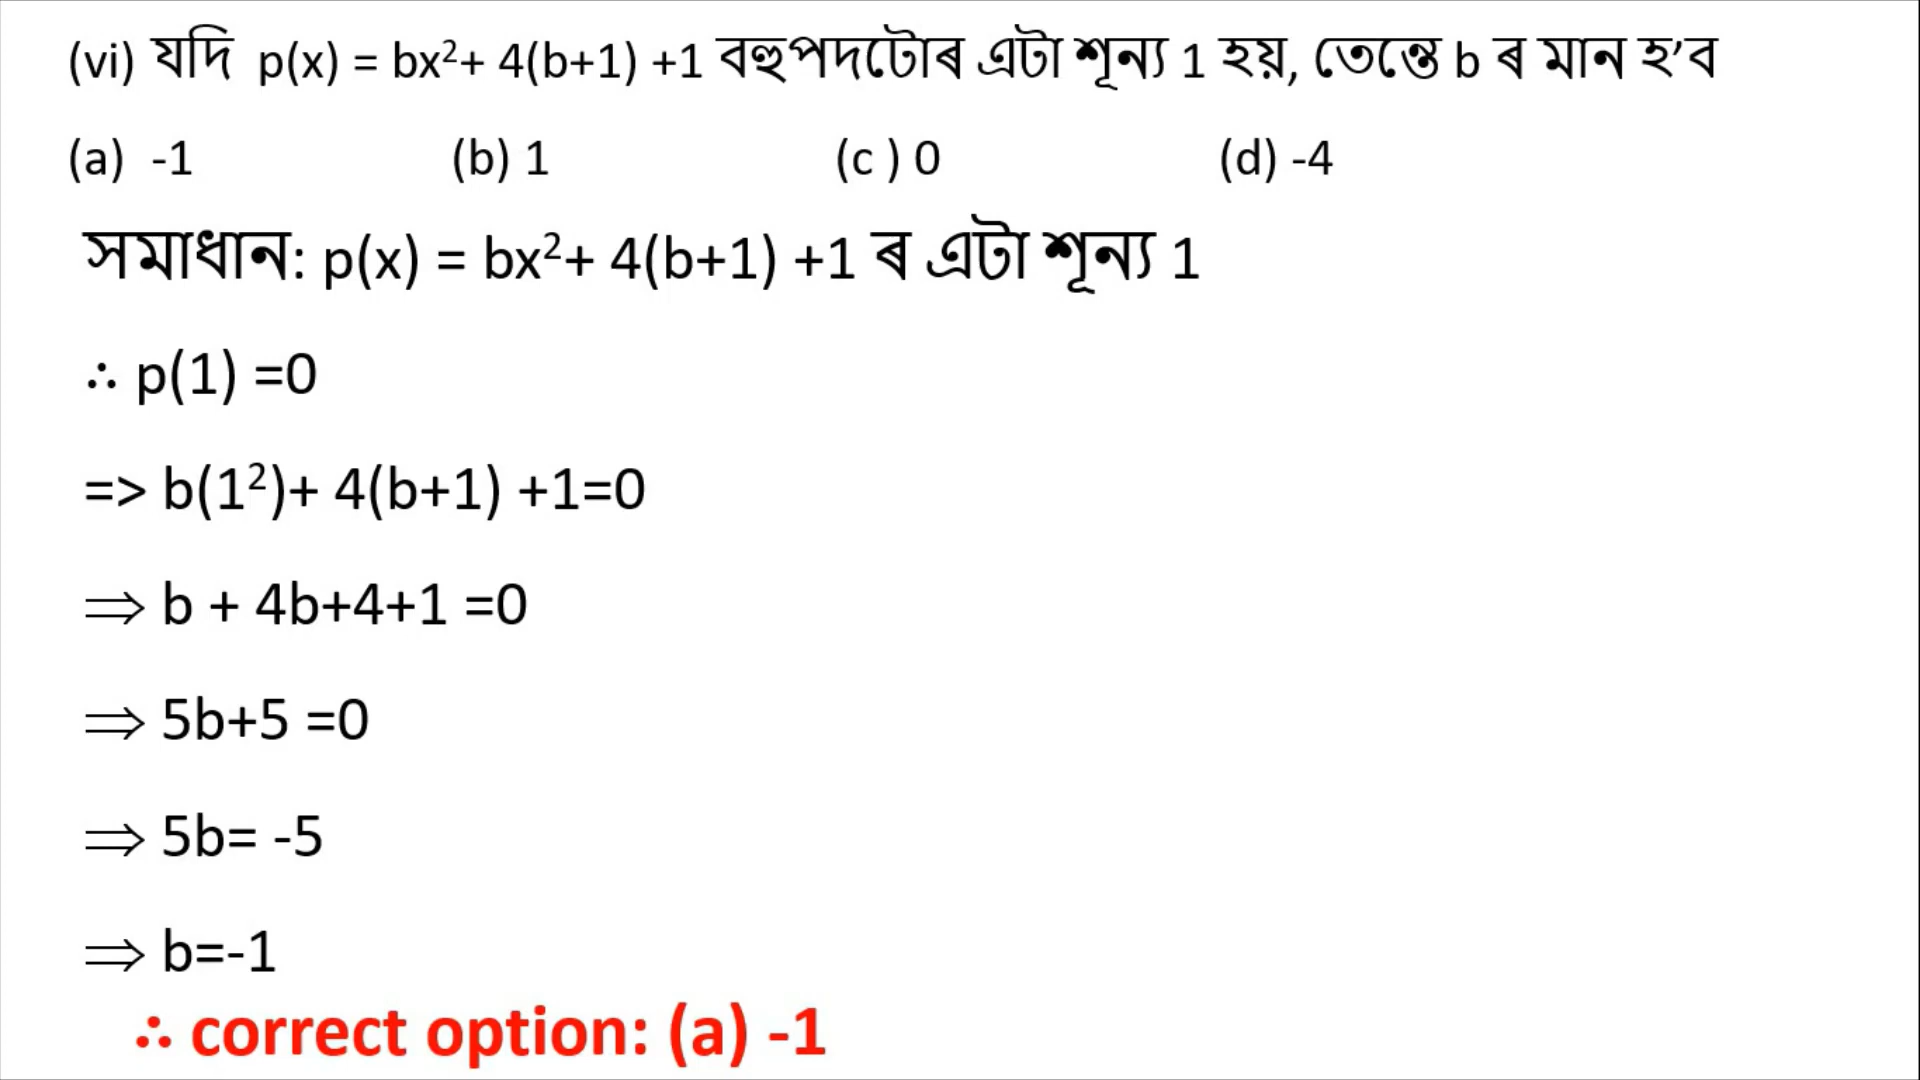 (vi) যদি p(x) = bx²+ 4(b+1) +1 বহুপদটোৰ এটা শূন্য 1 হয়, তেন্তে b ৰ মান হ’ব
(a) -1 (b) 1 (c ) 0 (d) -4
সমাধান: p(x) = bx²+ 4(b+1) +1 ৰ এটা শূন্য 1
∴ p(1) =0
=> b(1²)+ 4(b+1) +1=0
⟹ b + 4b+4+1 =0
⟹ 5b+5 =0
⟹ 5b= -5
⟹ b=-1
∴ correct option: (a) -1